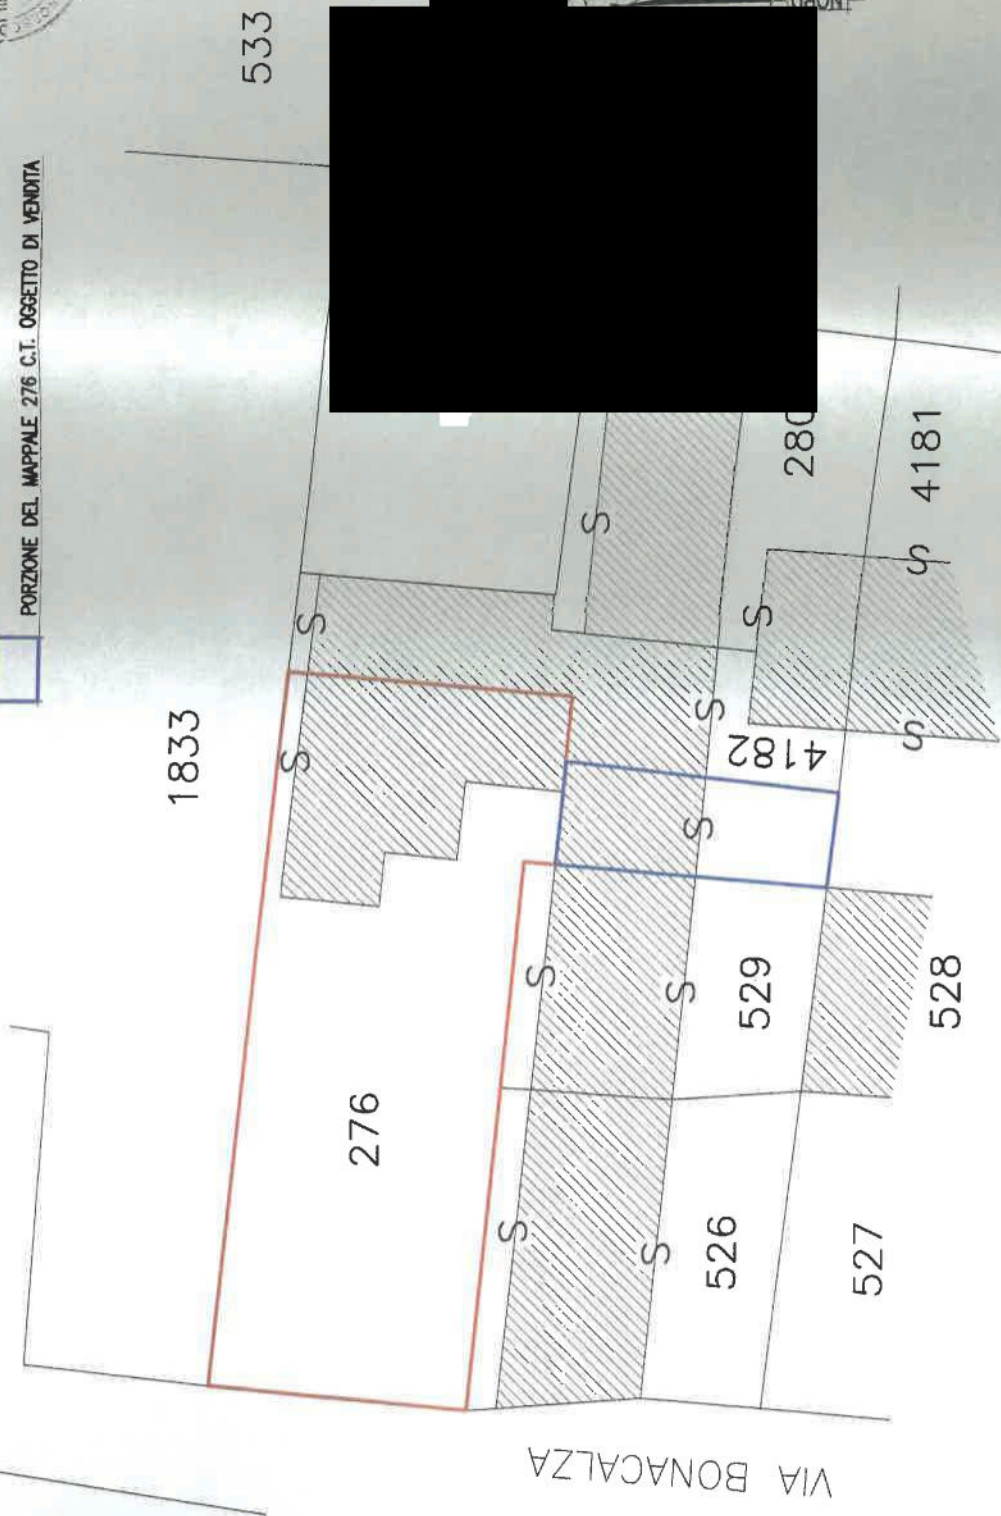 533
PORZIONE DEL MAPPALE 276 C.T. OGGETTO DI VENDITA
1833
S
S
S
S
280
4181
S
S
S
4182
S
S
276
S
S
529
528
S
S
526
527
VIA BONACALZA